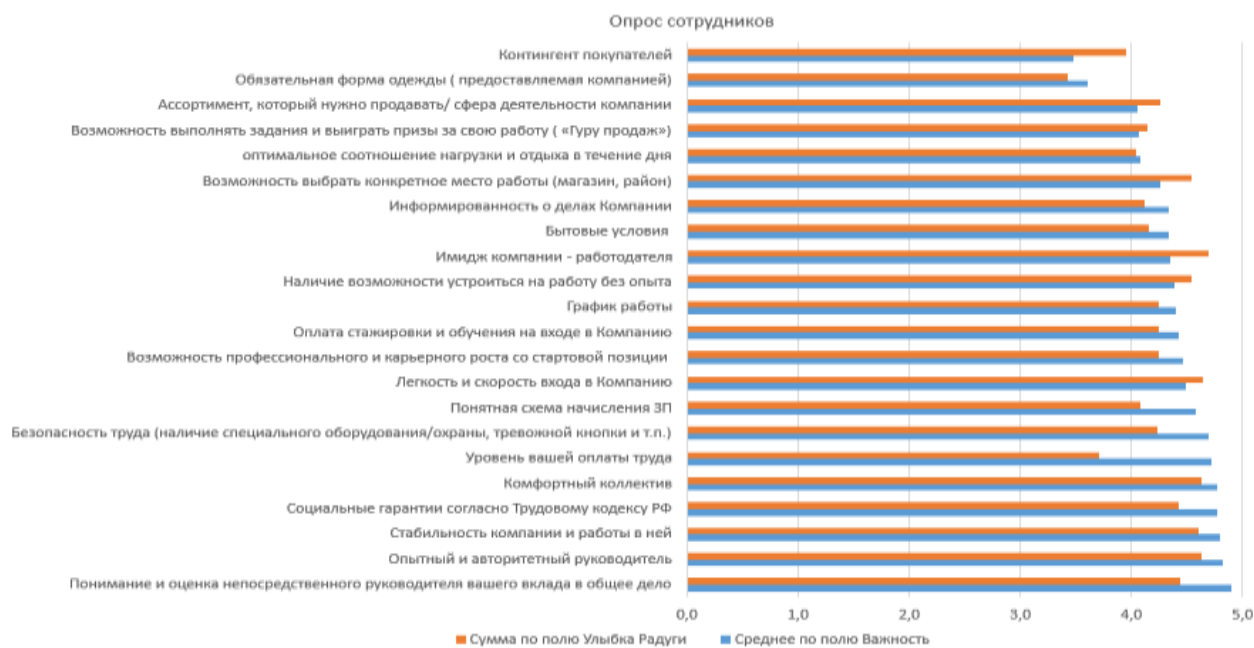 Опрос сотрудников
Контингент покупателей
Обязательная форма одежды ( предоставляемая компанией)
Ассортимент, который нужно продавать/ сфера деятельности компании
Возможность выполнять задания и выиграть призы за свою работу ( «Гуру продаж»)
оптимальное соотношение нагрузки и отдыха в течение дня
Возможность выбрать конкретное место работы (магазин, район)
Информированность о делах Компании
Бытовые условия
Имидж компании - работодателя
Наличие возможности устроиться на работу без опыта
График работы
Оплата стажировки и обучения на входе в Компанию
Возможность профессионального и карьерного роста со стартовой позиции
Легкость и скорость входа в Компанию
Понятная схема начисления ЗП
Безопасность труда (наличие специального оборудования/охраны, тревожной кнопки и т.п.)
Уровень вашей оплаты труда
Комфортный коллектив
Социальные гарантии согласно Трудовому кодексу РФ
Стабильность компании и работы в ней
Опытный и авторитетный руководитель
Понимание и оценка непосредственного руководителя вашего вклада в общее дело
0,0 1,0 2,0 3,0 4,0 5,0
Сумма по полю Улыбка Радуги Среднее по полю Важность